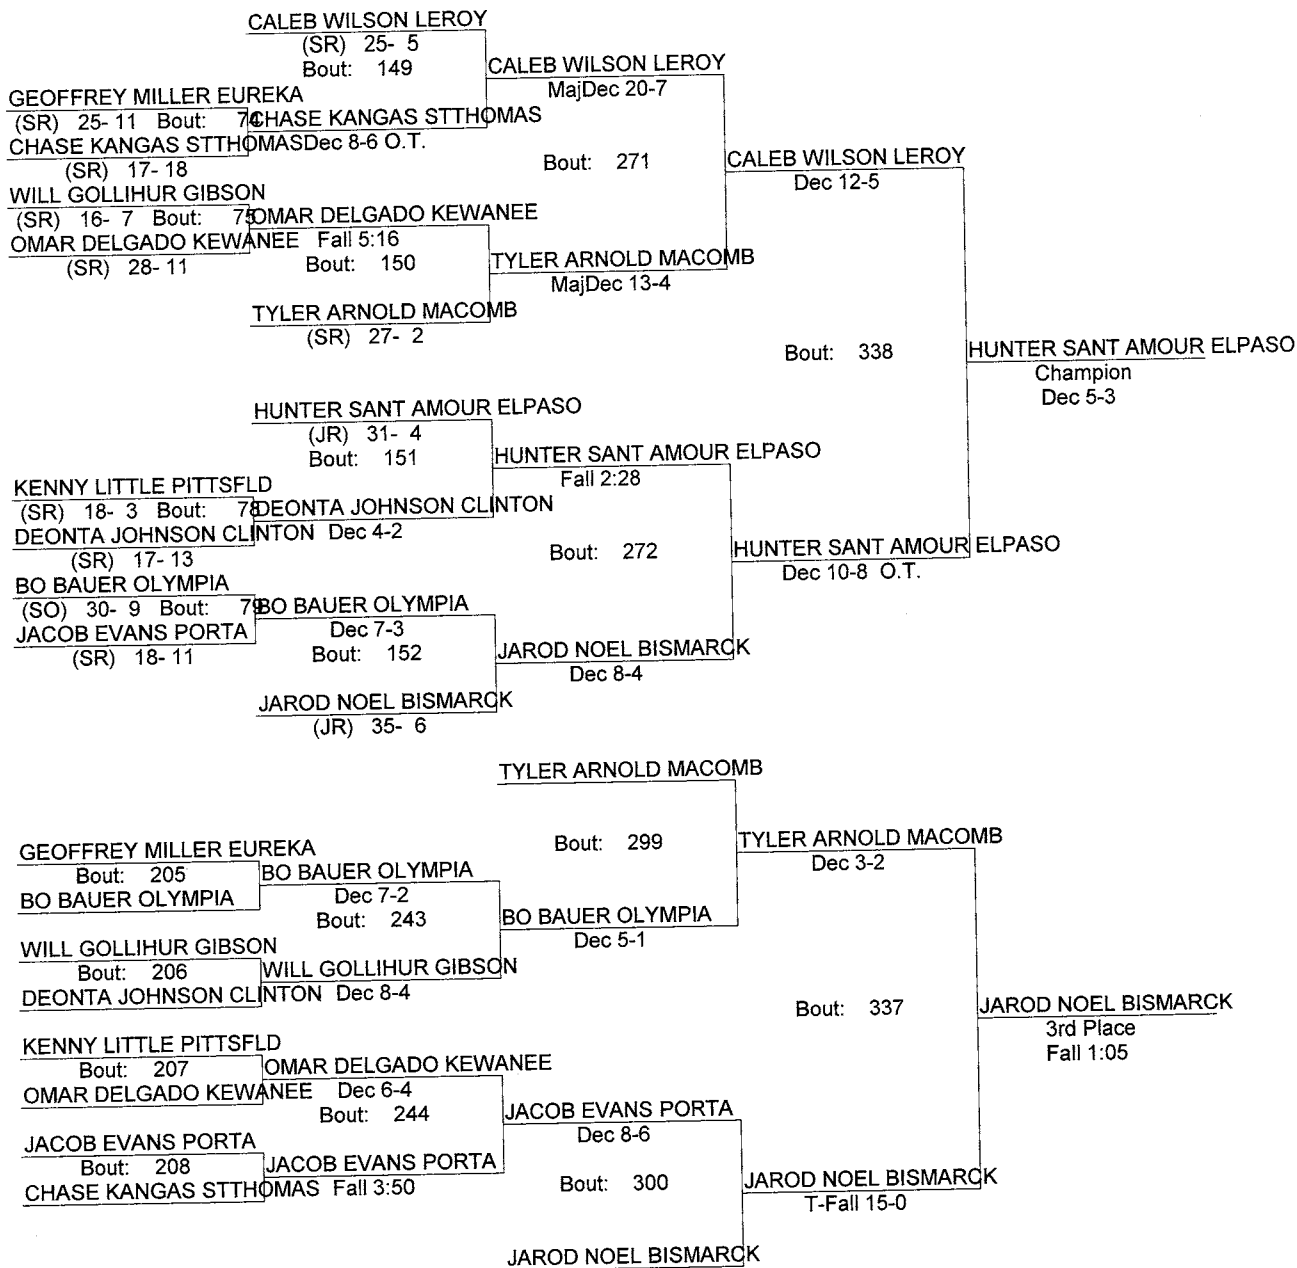 CALEB WILSON LEROY
(SR) 25- 5
Bout: 149
CALEB WILSON LEROY
MajDec 20-7
GEOFFREY MILLER EUREKA
(SR) 25- 11 Bout: 74
CHASE KANGAS STTHOMAS
CHASE KANGAS STTHOMAS Dec 8-6 O.T.
(SR) 17- 18
Bout: 271
CALEB WILSON LEROY
Dec 12-5
WILL GOLLIHUR GIBSON
(SR) 16- 7 Bout: 75
OMAR DELGADO KEWANEE
OMAR DELGADO KEWANEE Fall 5:16
(SR) 28- 11
Bout: 150
TYLER ARNOLD MACOMB
MajDec 13-4
TYLER ARNOLD MACOMB
(SR) 27- 2
Bout: 338
HUNTER SANT AMOUR ELPASO
Champion
Dec 5-3
HUNTER SANT AMOUR ELPASO
(JR) 31- 4
Bout: 151
HUNTER SANT AMOUR ELPASO
Fall 2:28
KENNY LITTLE PITTSFLD
(SR) 18- 3 Bout: 78
DEONTA JOHNSON CLINTON
DEONTA JOHNSON CLINTON Dec 4-2
(SR) 17- 13
Bout: 272
HUNTER SANT AMOUR ELPASO
Dec 10-8 O.T.
BO BAUER OLYMPIA
(SO) 30- 9 Bout: 79
BO BAUER OLYMPIA
JACOB EVANS PORTA
Dec 7-3
(SR) 18- 11
Bout: 152
JAROD NOEL BISMARCK
Dec 8-4
JAROD NOEL BISMARCK
(JR) 35- 6
TYLER ARNOLD MACOMB
Bout: 299
TYLER ARNOLD MACOMB
Dec 3-2
GEOFFREY MILLER EUREKA
Bout: 205
BO BAUER OLYMPIA
BO BAUER OLYMPIA
Dec 7-2
Bout: 243
BO BAUER OLYMPIA
Dec 5-1
WILL GOLLIHUR GIBSON
Bout: 206
WILL GOLLIHUR GIBSON
DEONTA JOHNSON CLINTON Dec 8-4
Bout: 337
JAROD NOEL BISMARCK
3rd Place
Fall 1:05
KENNY LITTLE PITTSFLD
Bout: 207
OMAR DELGADO KEWANEE
OMAR DELGADO KEWANEE Dec 6-4
Bout: 244
JACOB EVANS PORTA
Dec 8-6
JACOB EVANS PORTA
Bout: 208
JACOB EVANS PORTA
CHASE KANGAS STTHOMAS Fall 3:50
Bout: 300
JAROD NOEL BISMARCK
T-Fall 15-0
JAROD NOEL BISMARCK